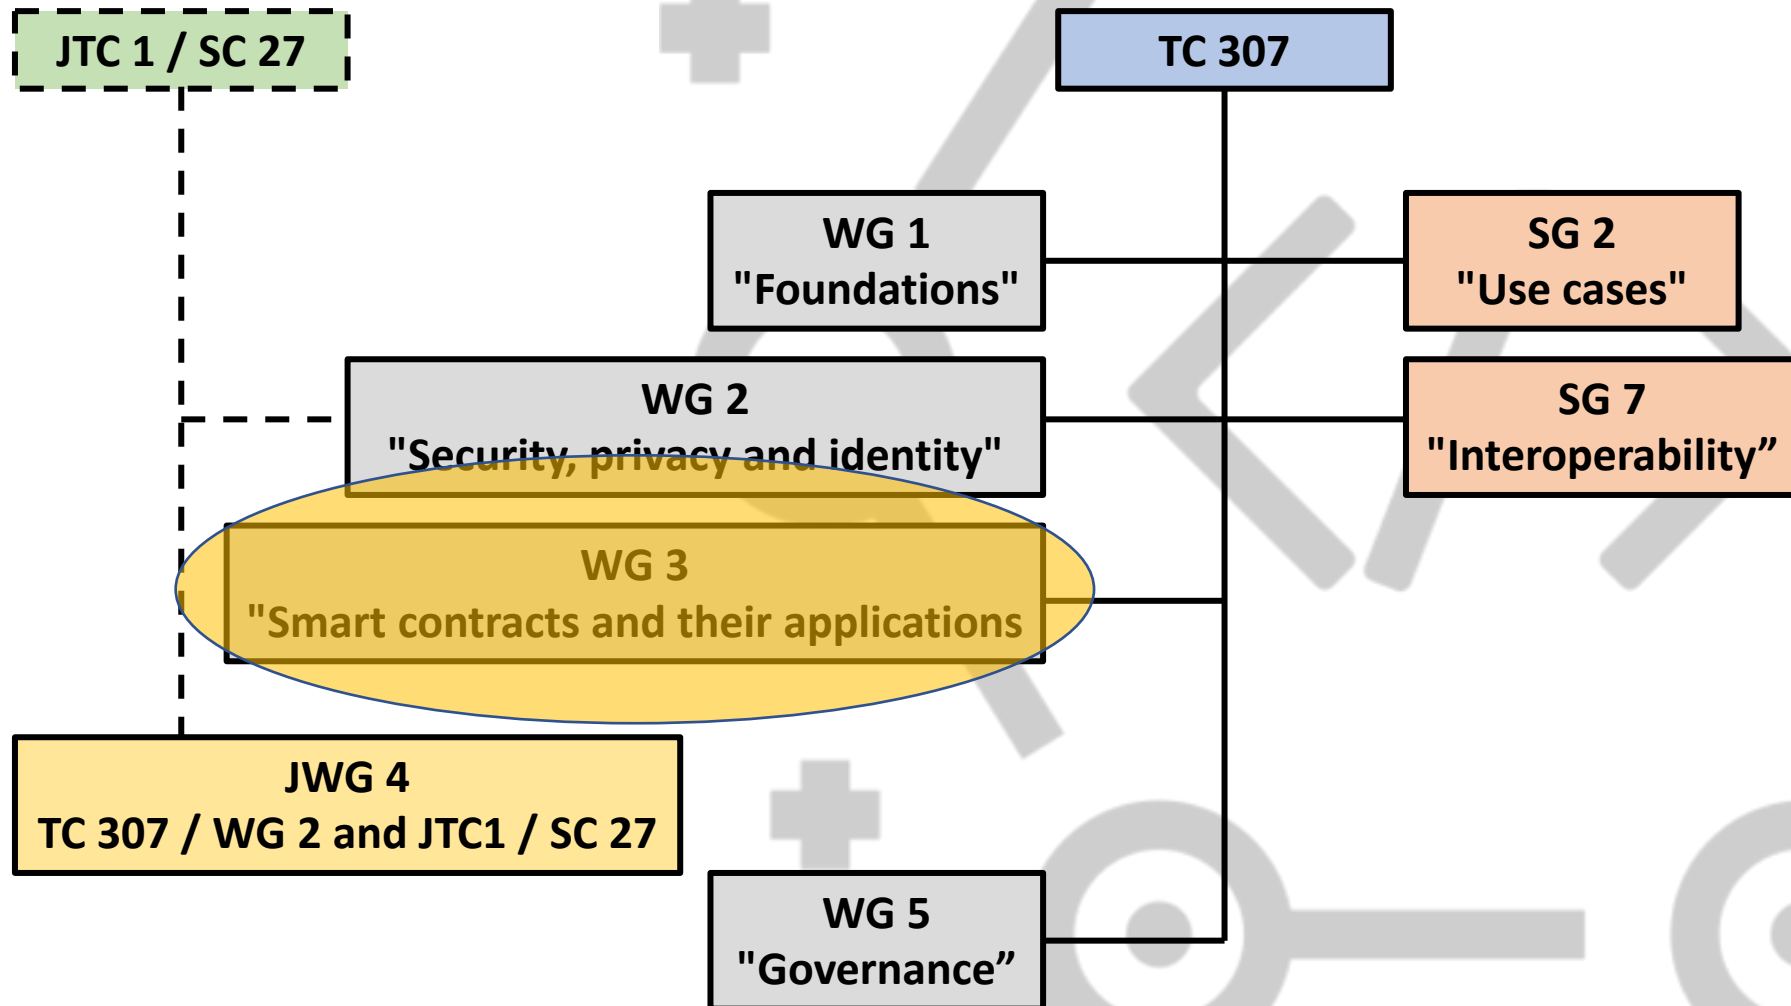 JTC 1 / SC 27
TC 307
WG 1
"Foundations"
SG 2
"Use cases"
WG 2
"Security, privacy and identity"
SG 7
"Interoperability”
WG 3
"Smart contracts and their applications
JWG 4
TC 307 / WG 2 and JTC1 / SC 27
WG 5
"Governance”